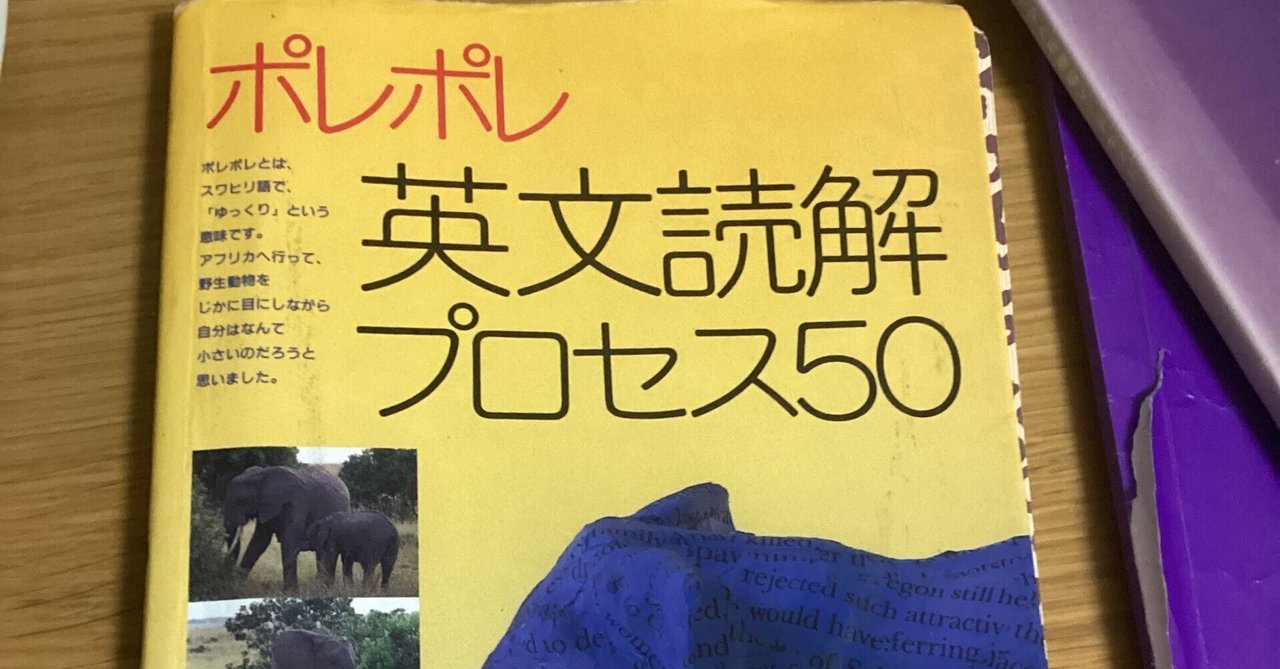 ポレポレ
ポレポレとは、
スワヒリ語で、
「ゆっくり」という
意味です。
アフリカへ行って、
野生動物を
じかに目にしながら
自分はなんて
小さいのだろうと
思いました。
英文読解
プロセス50
rejected such attractiv
egon still he
would have
ferring